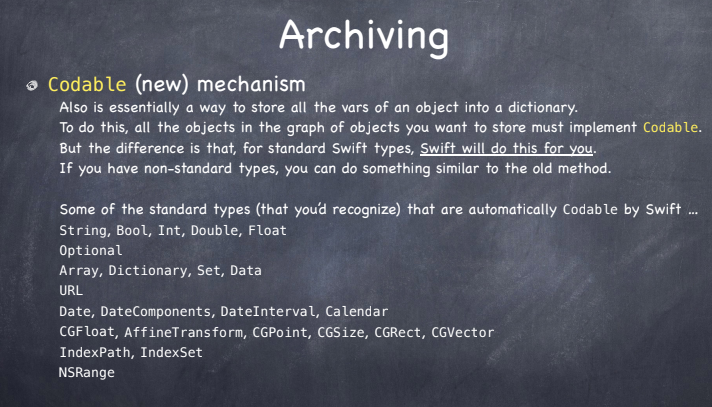 Archiving
Codable (new) mechanism
Also is essentially a way to store all the vars of an object into a dictionary.
To do this, all the objects in the graph of objects you want to store must implement Codable.
But the difference is that, for standard Swift types, Swift will do this for you.
If you have non-standard types, you can do something similar to the old method.
Some of the standard types (that you'd recognize) that are automatically Codable by Swift ...
String, Bool, Int, Double, Float
Optional
Array, Dictionary, Set, Data
URL
Date, DateComponents, DateInterval, Calendar
CGFloat, AffineTransform, CGPoint, CGSize, CGRect, CGVector
IndexPath, IndexSet
NSRange